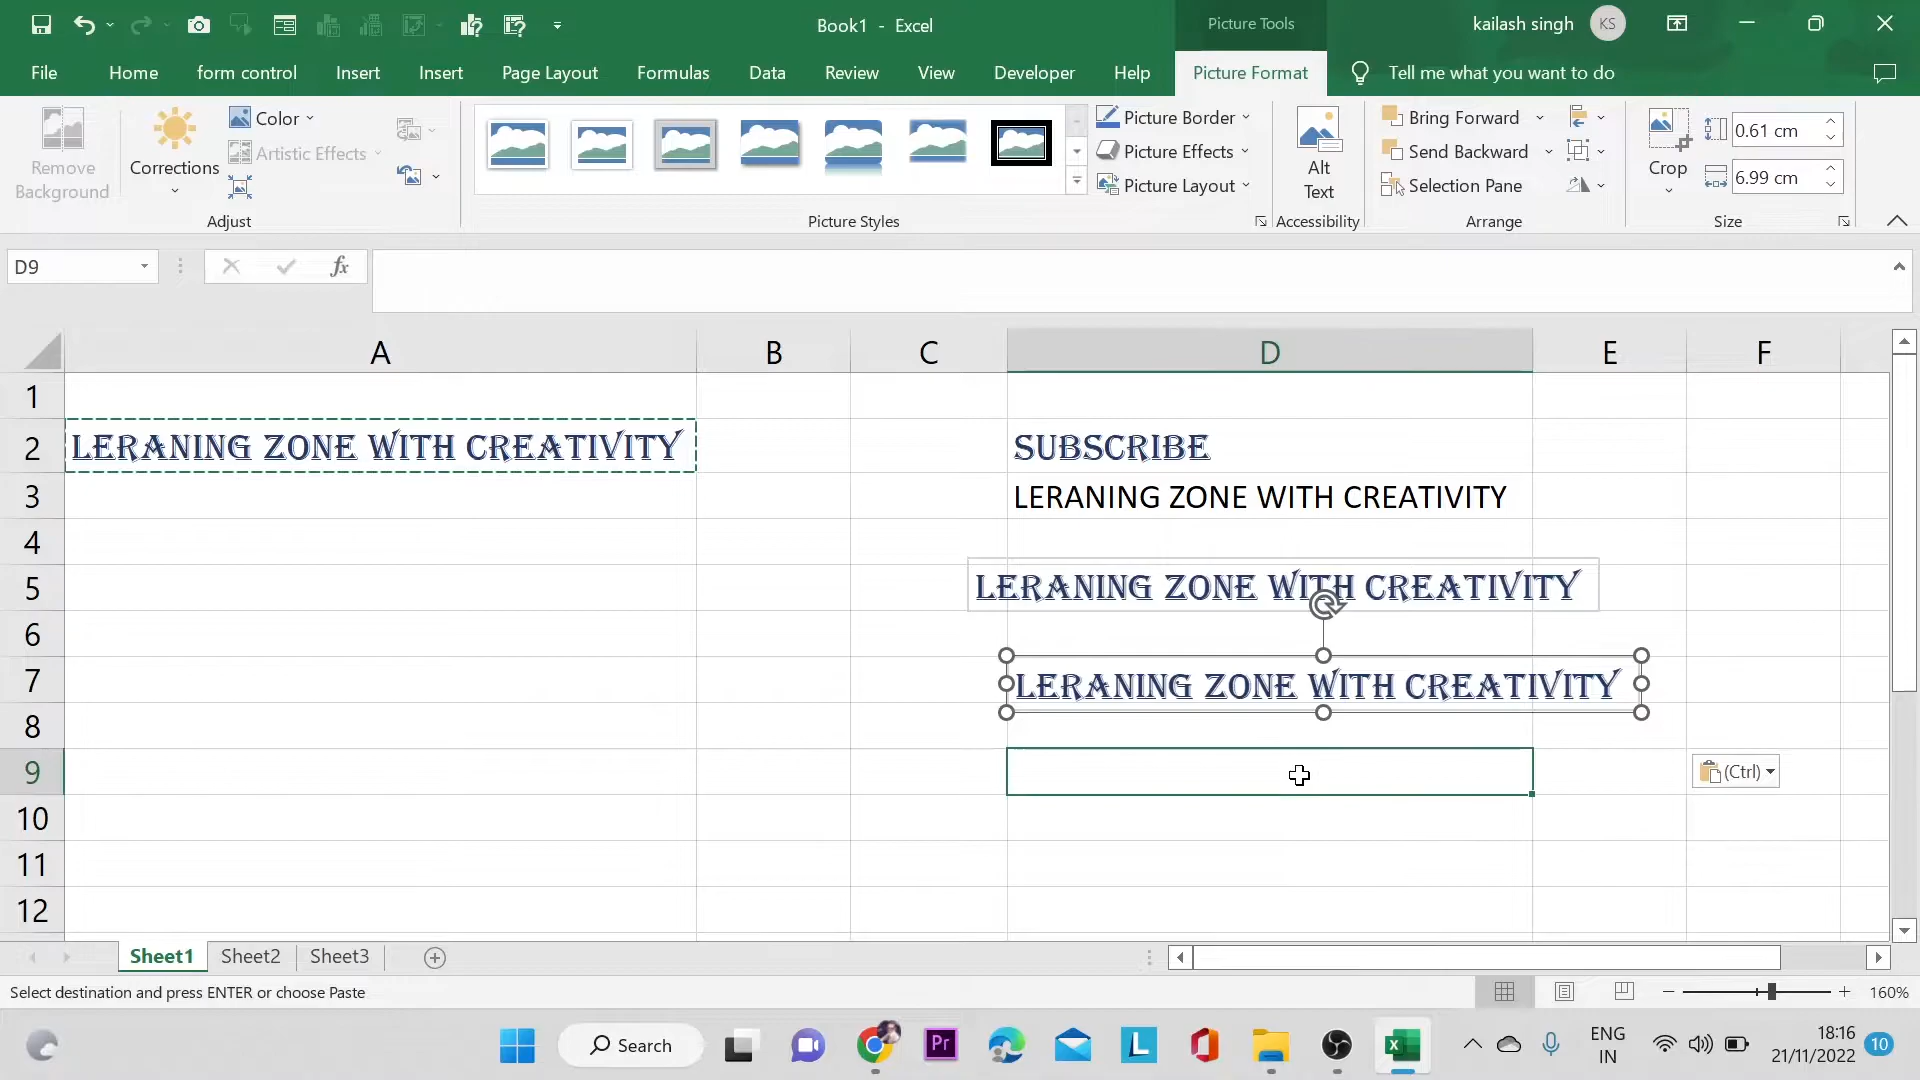 Book1 - Excel
Picture Tools
kailash singh
KS
File
Home
form control
Insert
Insert
Page Layout
Formulas
Data
Review
View
Developer
Help
Picture Format
Tell me what you want to do
Remove Background
Corrections
Color
Artistic Effects
Adjust
Picture Styles
Picture Border
Picture Effects
Picture Layout
Alt Text
Accessibility
Bring Forward
Send Backward
Selection Pane
Arrange
Crop
0.61 cm
6.99 cm
Size
D9
fx
A B C D E F
1
2 LERANING ZONE WITH CREATIVITY SUBSCRIBE
3 LERANING ZONE WITH CREATIVITY
4
5 LERANING ZONE WITH CREATIVITY
6
7 LERANING ZONE WITH CREATIVITY
8
9 (Ctrl)
10
11
12
Sheet1 Sheet2 Sheet3
Select destination and press ENTER or choose Paste
160%
Search
Pr
L
X
ENG
IN
18:16
21/11/2022
10